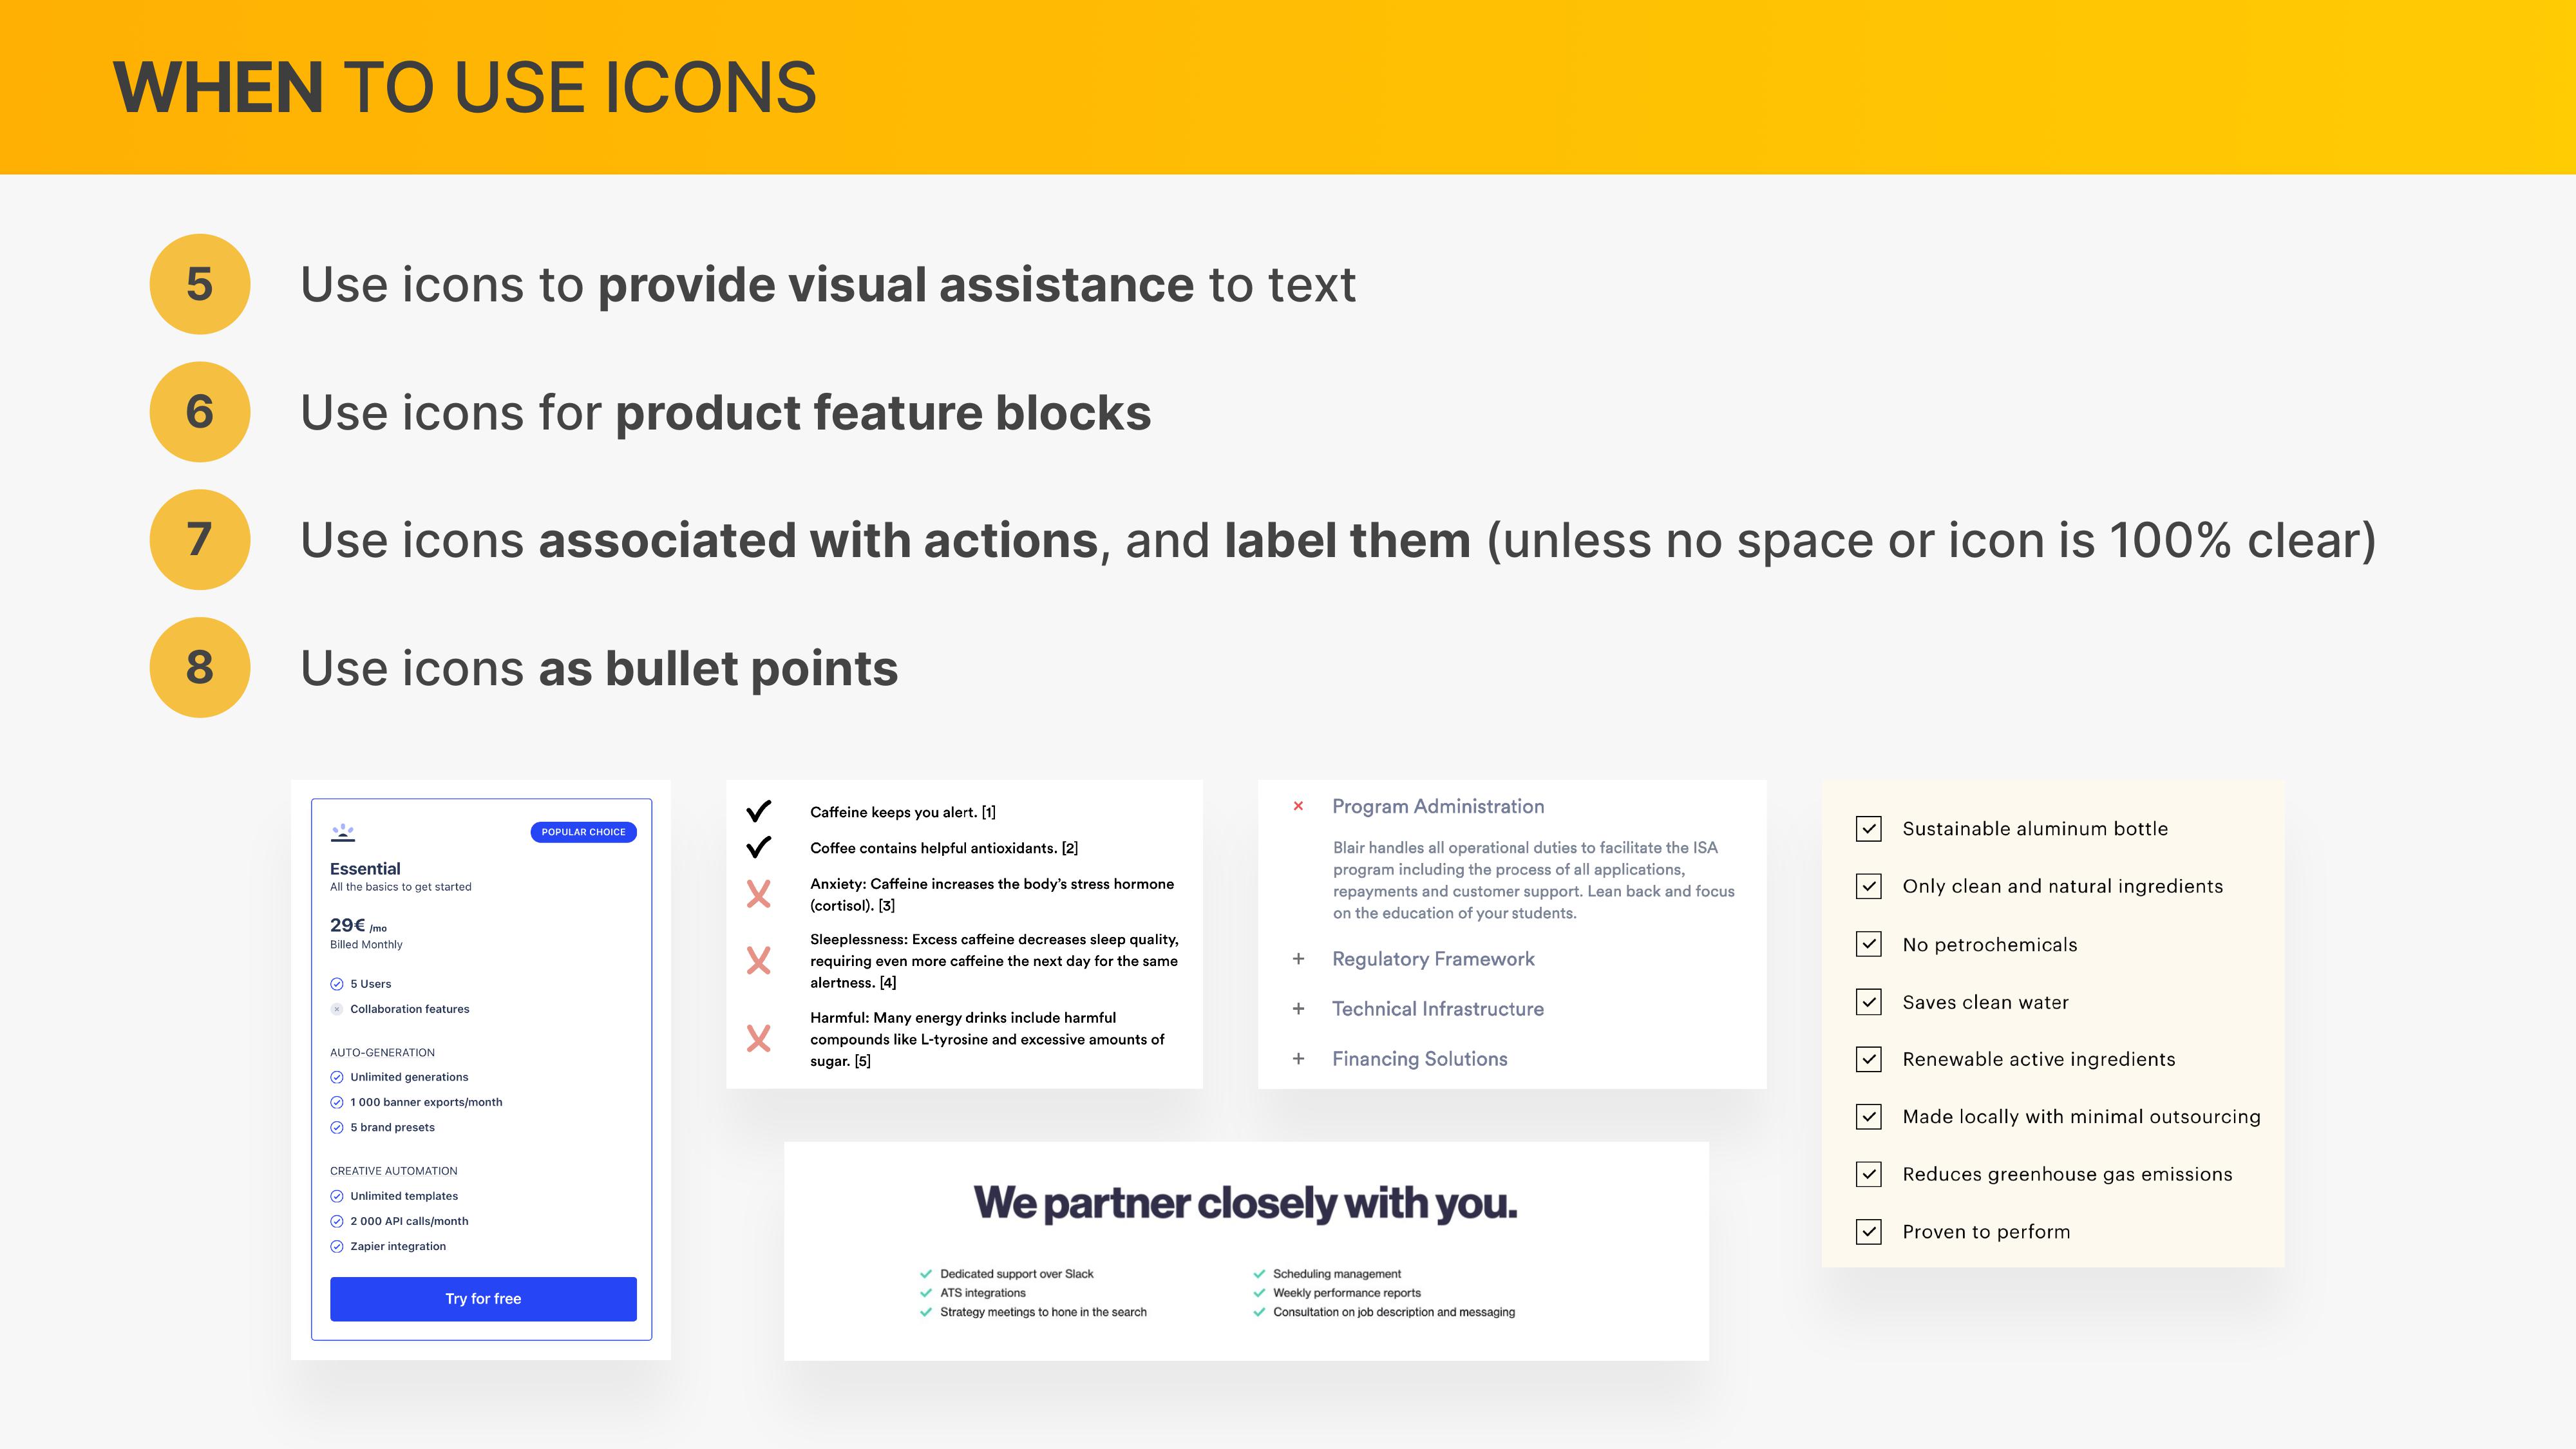 WHEN TO USE ICONS
5
Use icons to provide visual assistance to text
6
Use icons for product feature blocks
7
Use icons associated with actions, and label them (unless no space or icon is 100% clear)
8
Use icons as bullet points
POPULAR CHOICE
Essential
All the basics to get started
29€ /mo
Billed Monthly
5 Users
Collaboration features
AUTO-GENERATION
Unlimited generations
1 000 banner exports/month
5 brand presets
CREATIVE AUTOMATION
Unlimited templates
2 000 API calls/month
Zapier integration
Try for free
Caffeine keeps you alert. [1]
Coffee contains helpful antioxidants. [2]
Anxiety: Caffeine increases the body's stress hormone
(cortisol). [3]
Sleeplessness: Excess caffeine decreases sleep quality,
requiring even more caffeine the next day for the same
alertness. [4]
Harmful: Many energy drinks include harmful
compounds like L-tyrosine and excessive amounts of
sugar. [5]
Program Administration
Blair handles all operational duties to facilitate the ISA
program including the process of all applications,
repayments and customer support. Lean back and focus
on the education of your students.
+ Regulatory Framework
+ Technical Infrastructure
+ Financing Solutions
We partner closely with you.
Dedicated support over Slack
ATS integrations
Strategy meetings to hone in the search
Scheduling management
Weekly performance reports
Consultation on job description and messaging
Sustainable aluminum bottle
Only clean and natural ingredients
No petrochemicals
Saves clean water
Renewable active ingredients
Made locally with minimal outsourcing
Reduces greenhouse gas emissions
Proven to perform